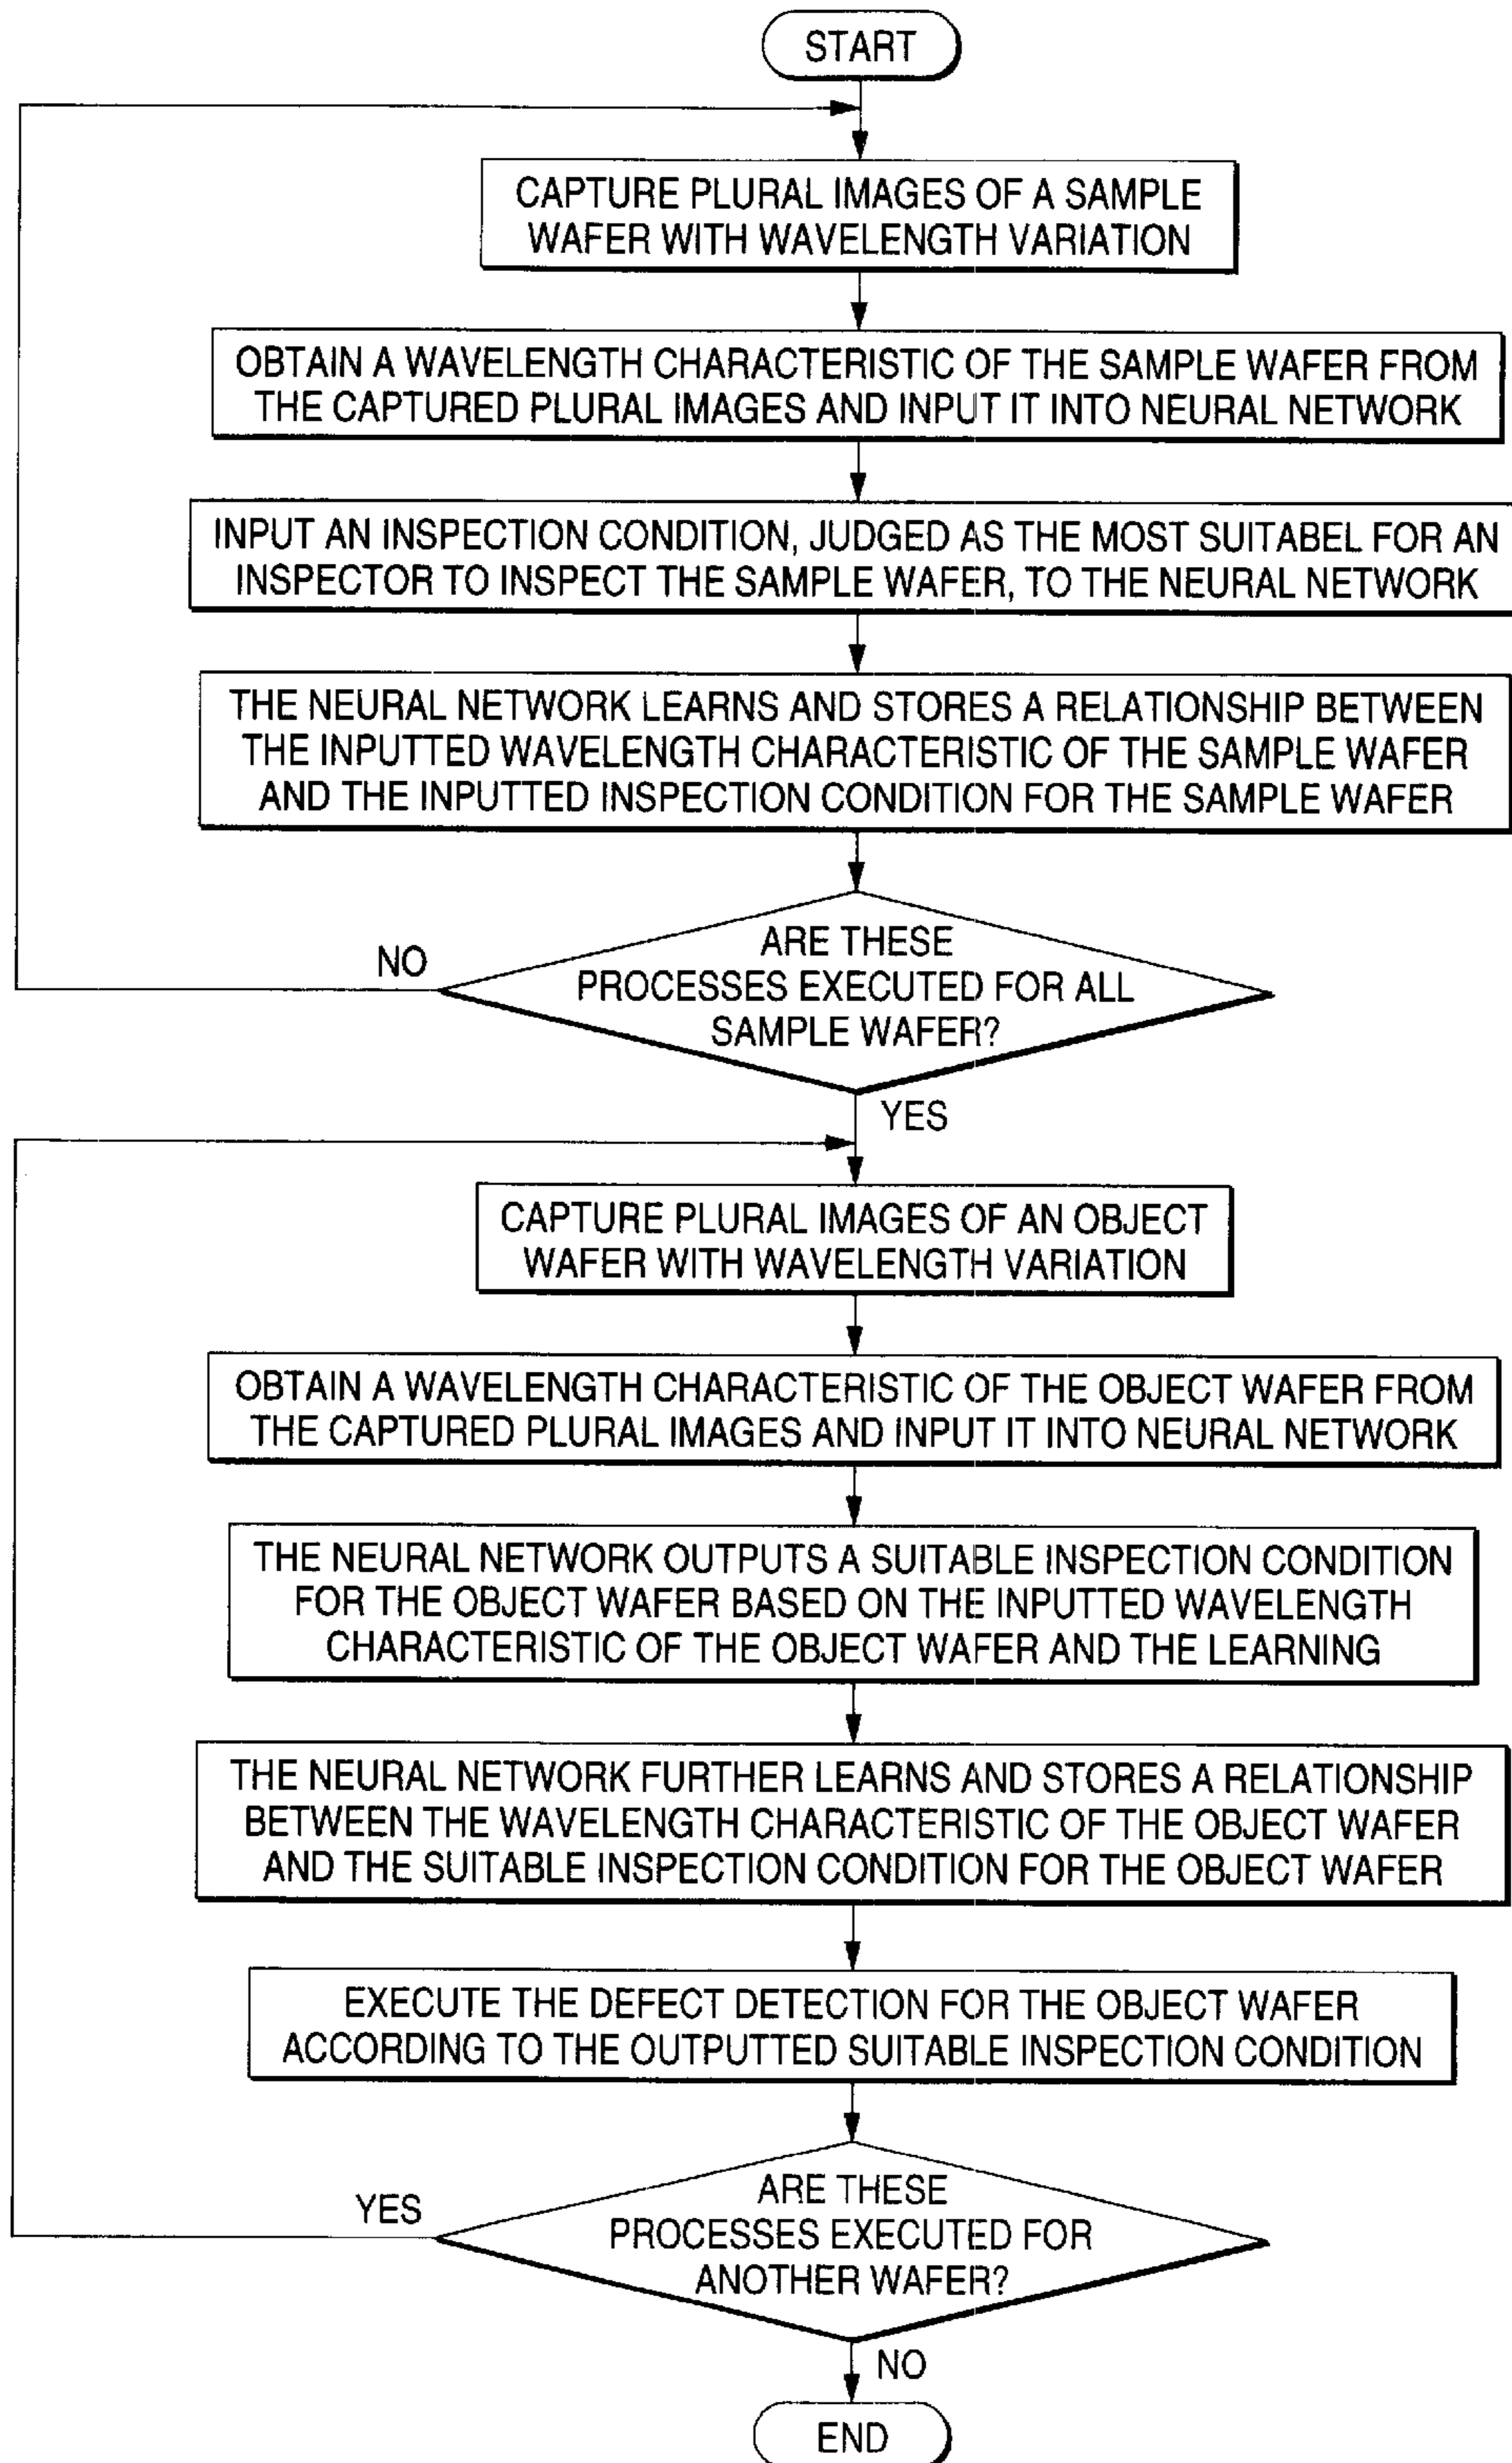 START
CAPTURE PLURAL IMAGES OF A SAMPLE
WAFER WITH WAVELENGTH VARIATION
OBTAIN A WAVELENGTH CHARACTERISTIC OF THE SAMPLE WAFER FROM
THE CAPTURED PLURAL IMAGES AND INPUT IT INTO NEURAL NETWORK
INPUT AN INSPECTION CONDITION, JUDGED AS THE MOST SUITABEL FOR AN
INSPECTOR TO INSPECT THE SAMPLE WAFER, TO THE NEURAL NETWORK
THE NEURAL NETWORK LEARNS AND STORES A RELATIONSHIP BETWEEN
THE INPUTTED WAVELENGTH CHARACTERISTIC OF THE SAMPLE WAFER
AND THE INPUTTED INSPECTION CONDITION FOR THE SAMPLE WAFER
NO
ARE THESE
PROCESSES EXECUTED FOR ALL
SAMPLE WAFER?
YES
CAPTURE PLURAL IMAGES OF AN OBJECT
WAFER WITH WAVELENGTH VARIATION
OBTAIN A WAVELENGTH CHARACTERISTIC OF THE OBJECT WAFER FROM
THE CAPTURED PLURAL IMAGES AND INPUT IT INTO NEURAL NETWORK
THE NEURAL NETWORK OUTPUTS A SUITABLE INSPECTION CONDITION
FOR THE OBJECT WAFER BASED ON THE INPUTTED WAVELENGTH
CHARACTERISTIC OF THE OBJECT WAFER AND THE LEARNING
THE NEURAL NETWORK FURTHER LEARNS AND STORES A RELATIONSHIP
BETWEEN THE WAVELENGTH CHARACTERISTIC OF THE OBJECT WAFER
AND THE SUITABLE INSPECTION CONDITION FOR THE OBJECT WAFER
EXECUTE THE DEFECT DETECTION FOR THE OBJECT WAFER
ACCORDING TO THE OUTPUTTED SUITABLE INSPECTION CONDITION
YES
ARE THESE
PROCESSES EXECUTED FOR
ANOTHER WAFER?
NO
END